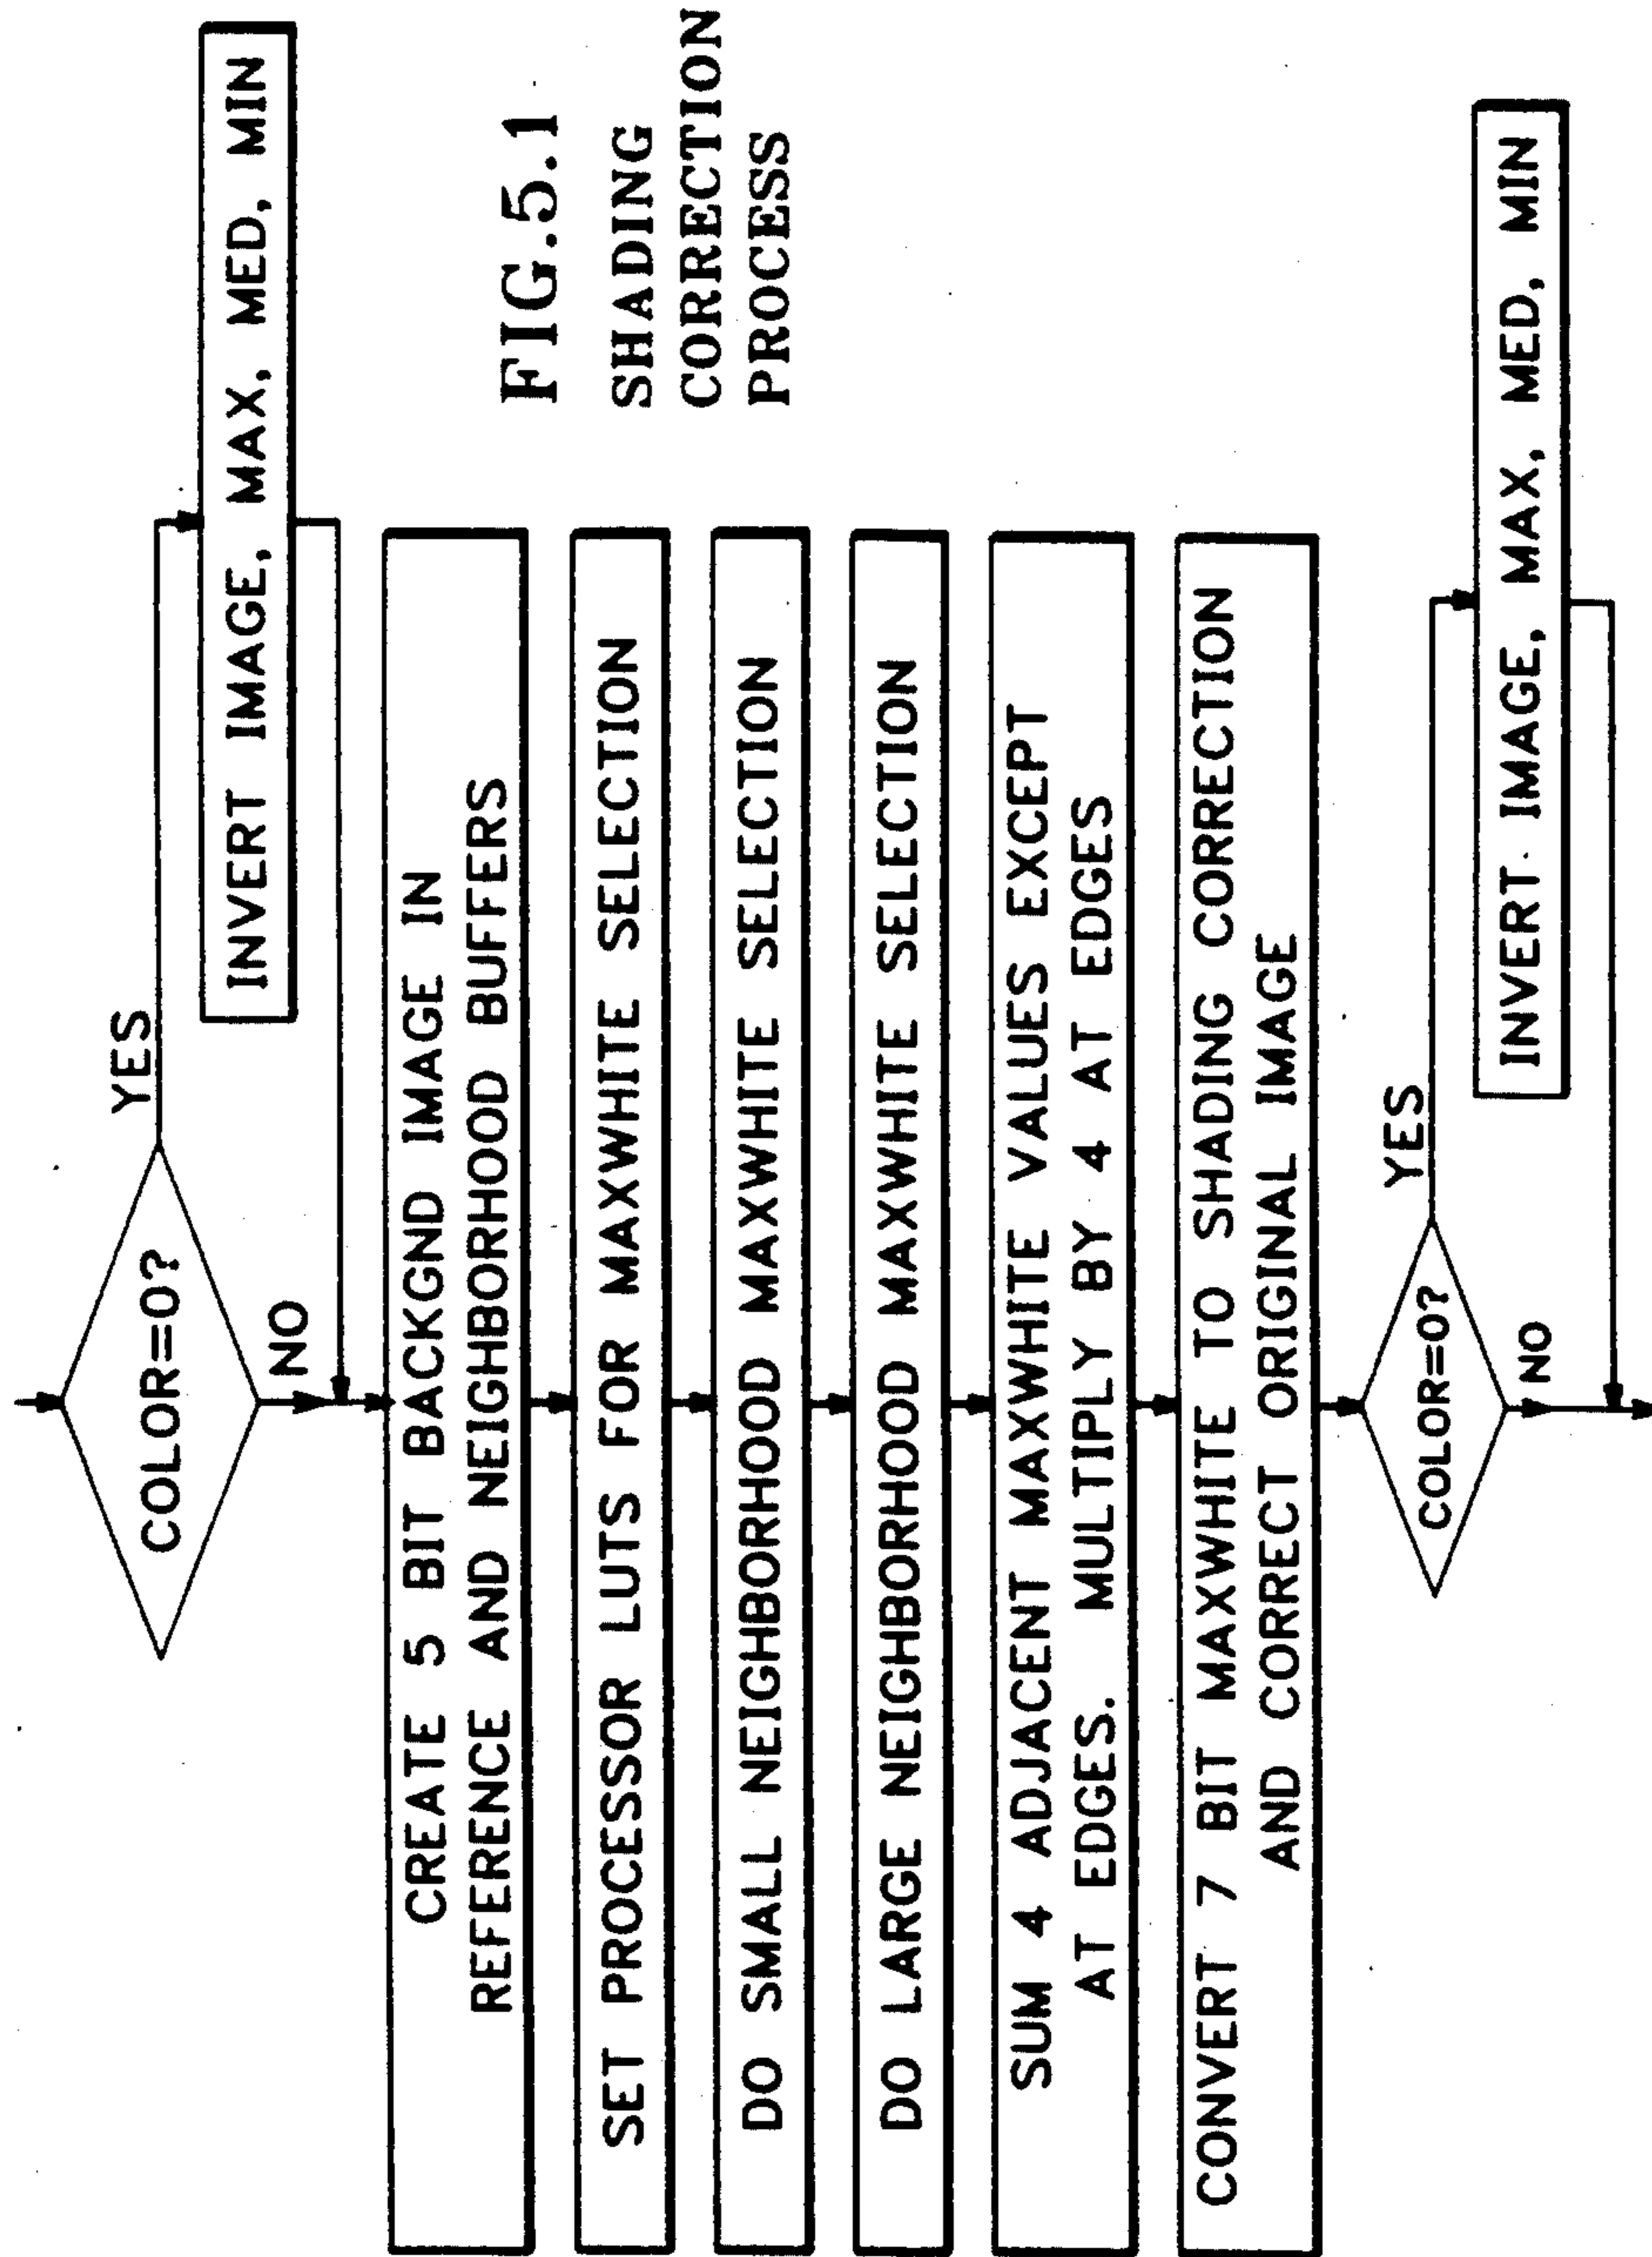 COLOR=0?
YES
NO
INVERT IMAGE, MAX, MED, MIN
FIG.5.1
SHADING
CORRECTION
PROCESS
CREATE 5 BIT BACKGND IMAGE IN
REFERENCE AND NEIGHBORHOOD BUFFERS
SET PROCESSOR LUTS FOR MAXWHITE SELECTION
DO SMALL NEIGHBORHOOD MAXWHITE SELECTION
DO LARGE NEIGHBORHOOD MAXWHITE SELECTION
SUM 4 ADJACENT MAXWHITE VALUES EXCEPT
AT EDGES. MULTIPLY BY 4 AT EDGES
CONVERT 7 BIT MAXWHITE TO SHADING CORRECTION
AND CORRECT ORIGINAL IMAGE
COLOR=0?
YES
NO
INVERT IMAGE, MAX, MED, MIN